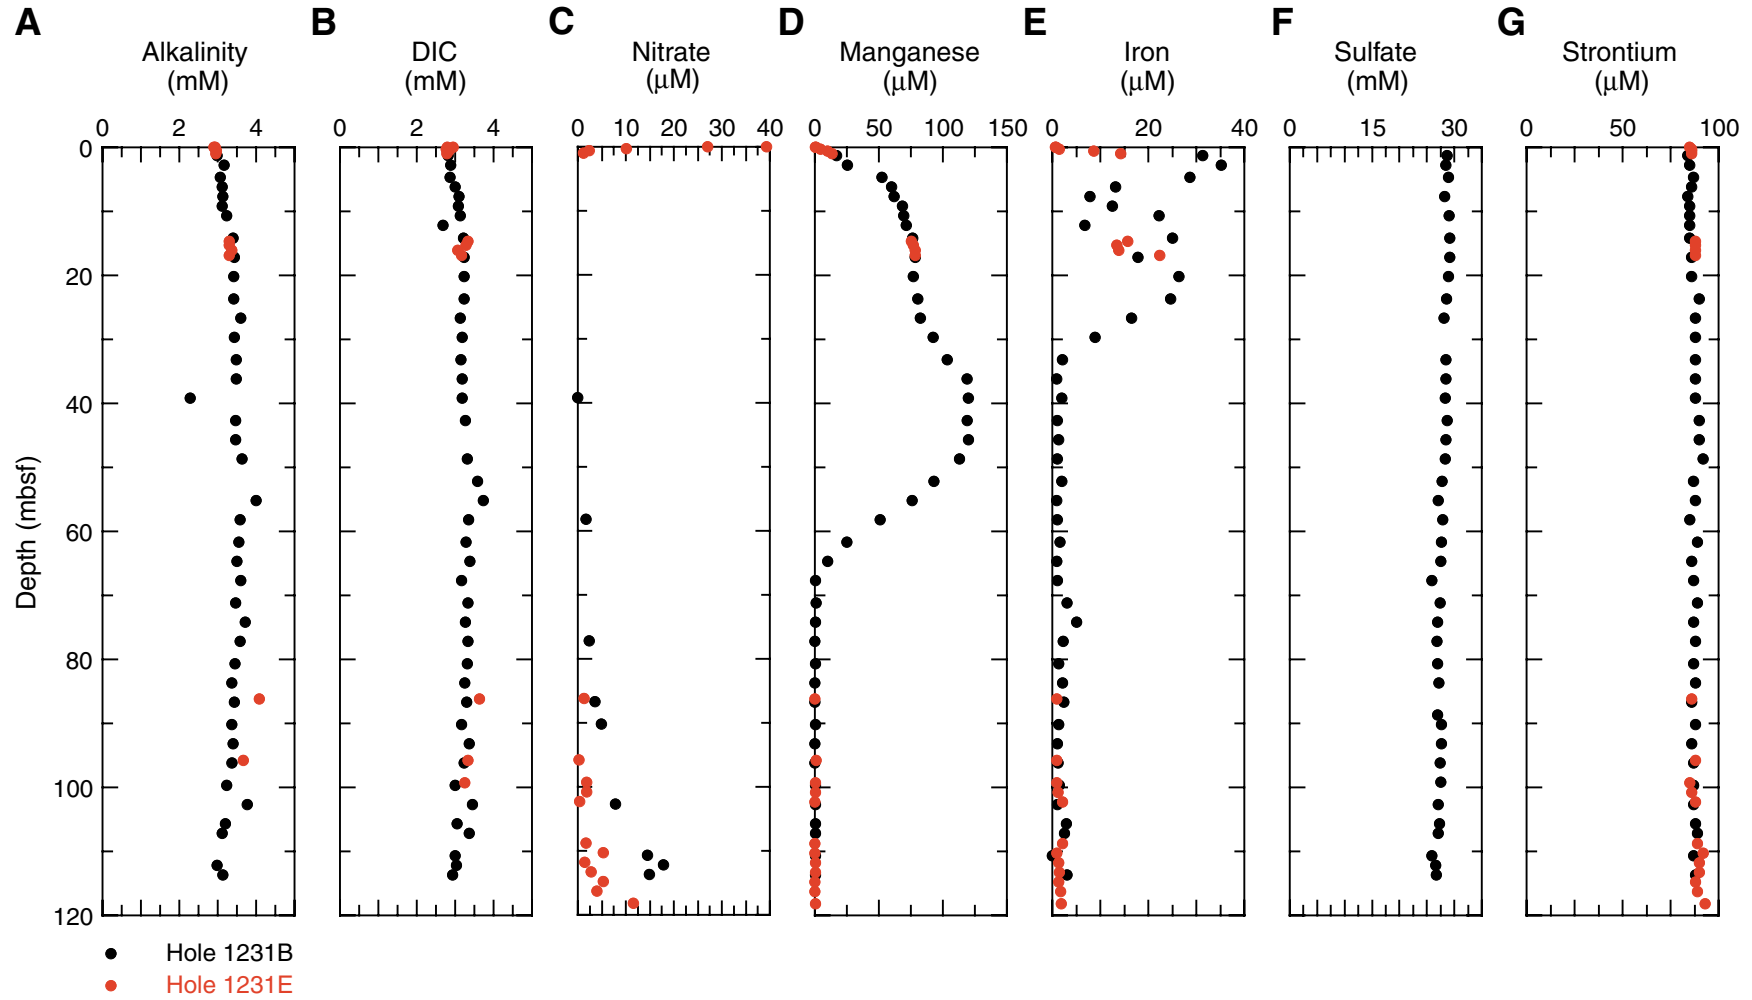 A B C D E F G
Alkalinity DIC Nitrate Manganese Iron Sulfate Strontium
(mM) (mM) (μM) (μM) (μM) (mM) (μM)
0 2 4 0 2 4 0 10 20 30 40 0 50 100 150 0 20 40 0 15 30 0 50 100
0
20
40
60
80
100
120
Depth (mbsf)
Hole 1231B
Hole 1231E